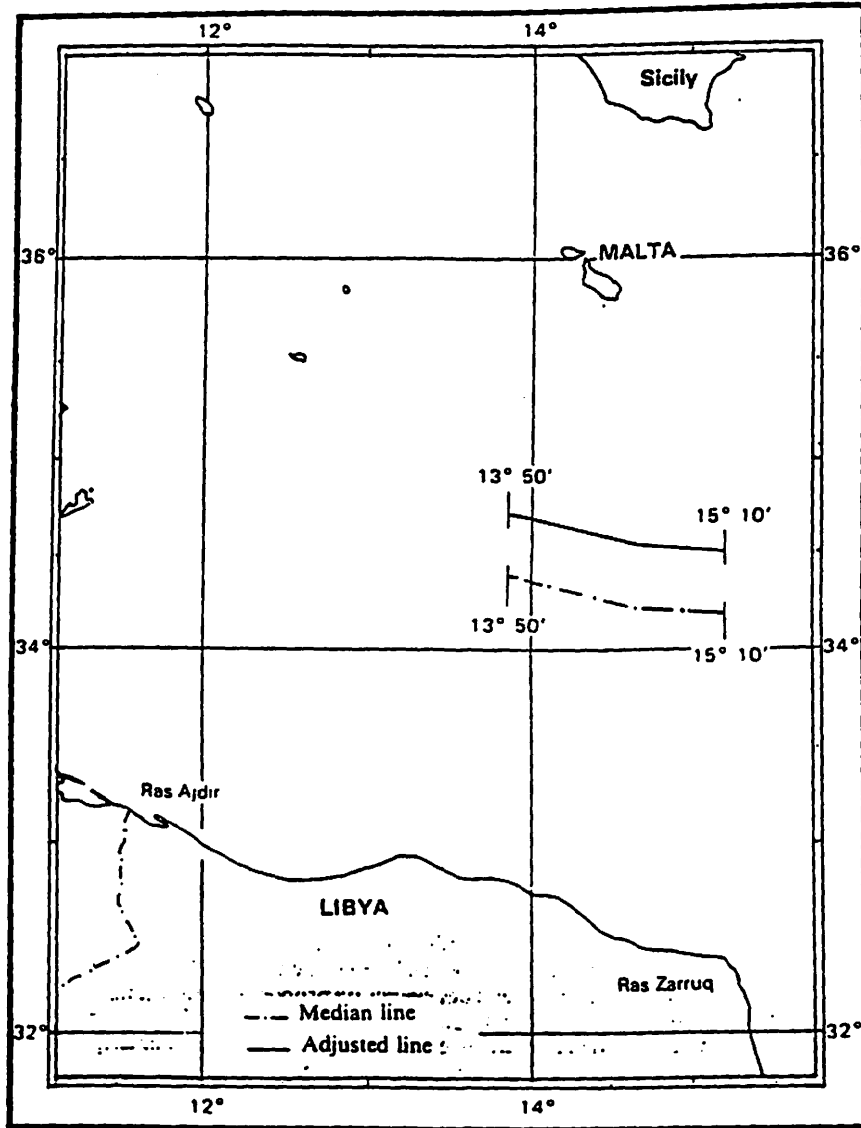 12° 14°
Sicily
36° MALTA 36°
13° 50'
15° 10'
13° 50'
15° 10'
34° 34°
Ras Ajdir
LIBYA
Ras Zarruq
Median line
32° 32°
Adjusted line
12° 14°